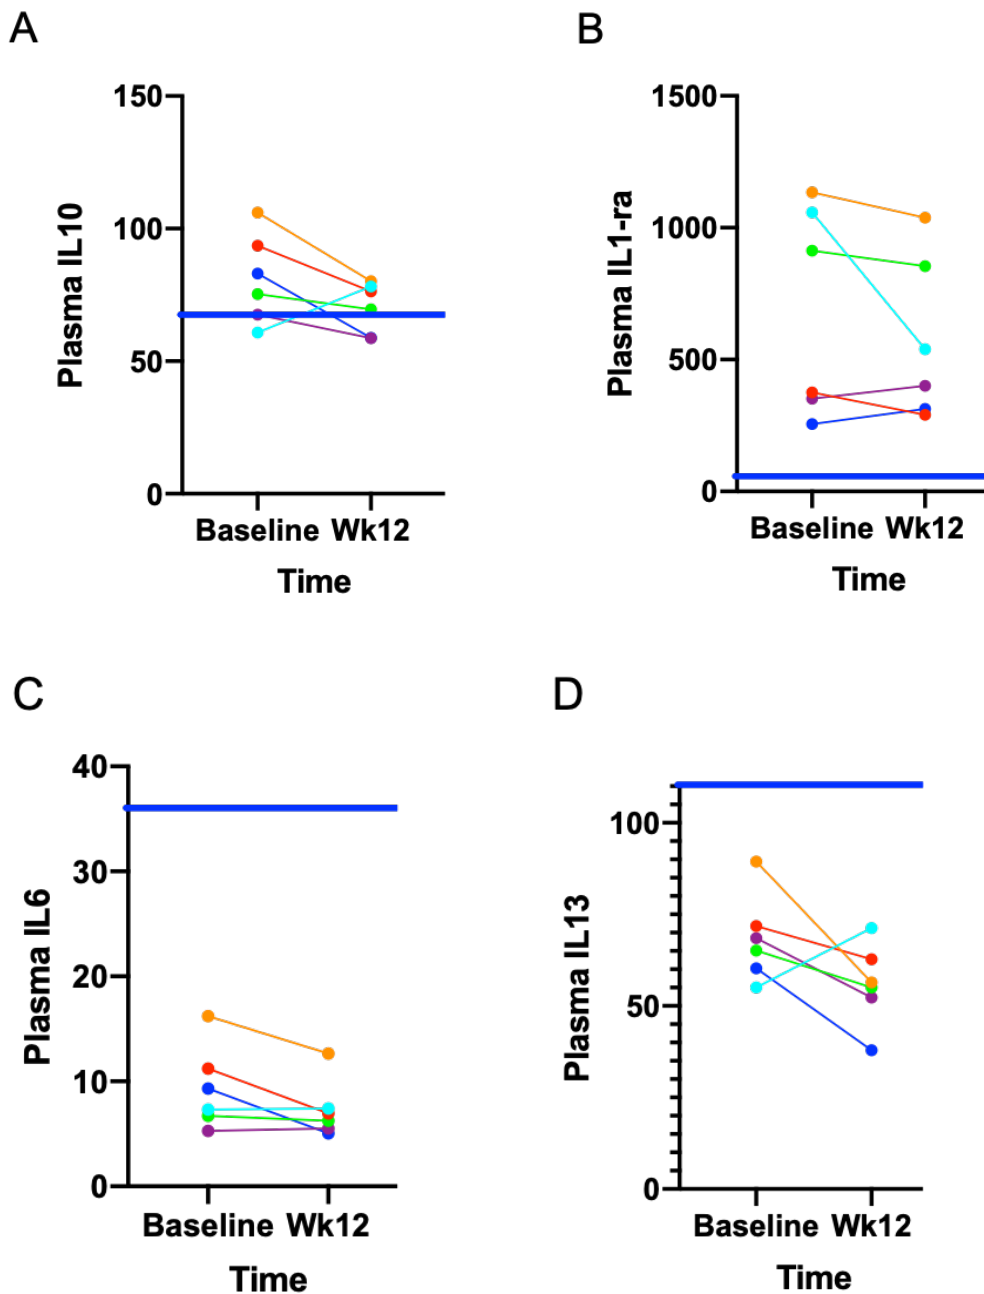 A
150
100
50
0
Plasma IL10
Baseline Wk12
Time
B
1500
1000
500
0
Plasma IL1-ra
Baseline Wk12
Time
C
40
30
20
10
0
Plasma IL6
Baseline Wk12
Time
D
100
50
0
Plasma IL13
Baseline Wk12
Time